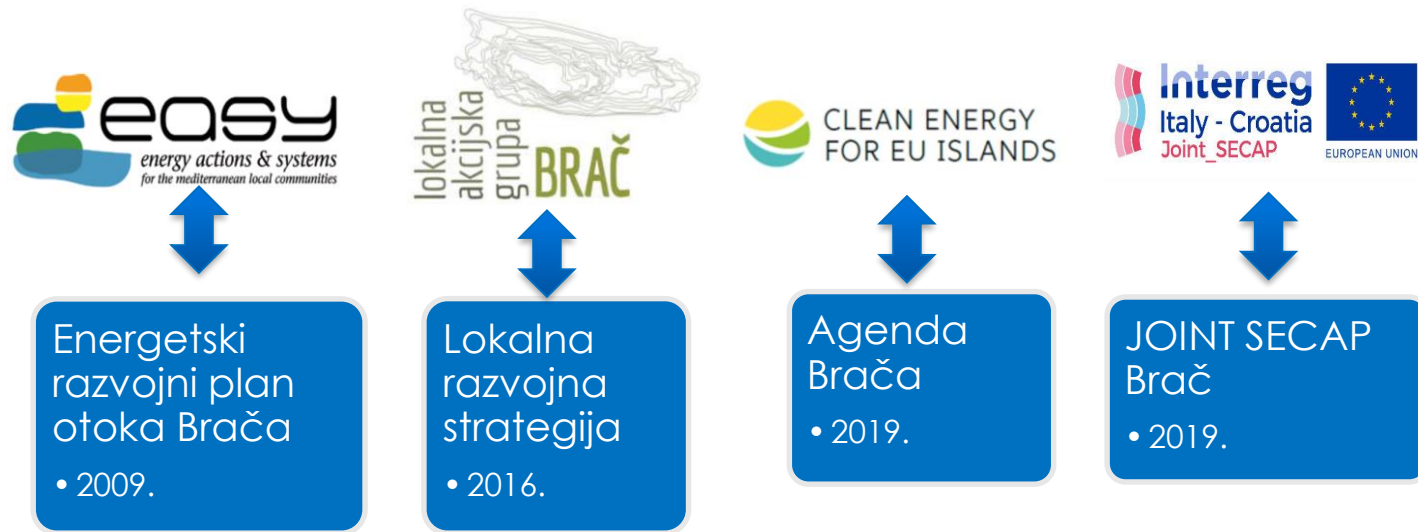 easy
energy actions & systems
for the mediterranean local communities
lokalna
akcijska
grupa BRAČ
CLEAN ENERGY
FOR EU ISLANDS
Interreg
Italy - Croatia
Joint_SECAP
EUROPEAN UNION
Energetski
razvojni plan
otoka Brača
• 2009.
Lokalna
razvojna
strategija
• 2016.
Agenda
Brača
• 2019.
JOINT SECAP
Brač
• 2019.